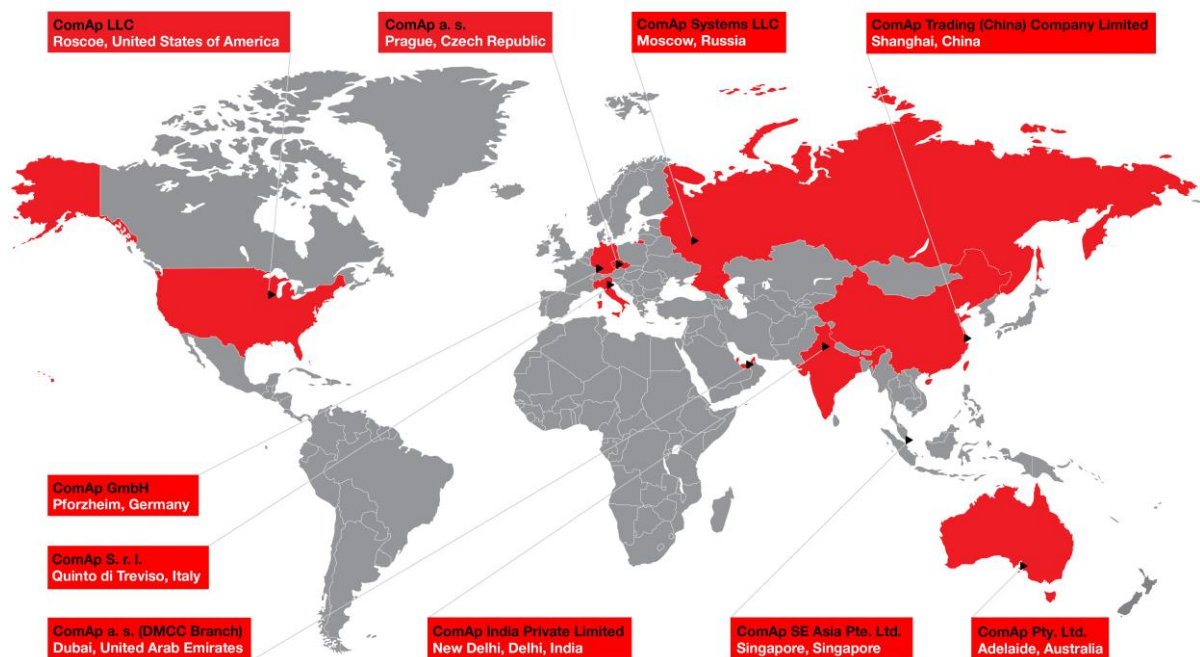 ComAp LLC
Roscoe, United States of America
ComAp a. s.
Prague, Czech Republic
ComAp Systems LLC
Moscow, Russia
ComAp Trading (China) Company Limited
Shanghai, China
ComAp GmbH
Pforzheim, Germany
ComAp S. r. l.
Quinto di Treviso, Italy
ComAp a. s. (DMCC Branch)
Dubai, United Arab Emirates
ComAp India Private Limited
New Delhi, Delhi, India
ComAp SE Asia Pte. Ltd.
Singapore, Singapore
ComAp Pty. Ltd.
Adelaide, Australia